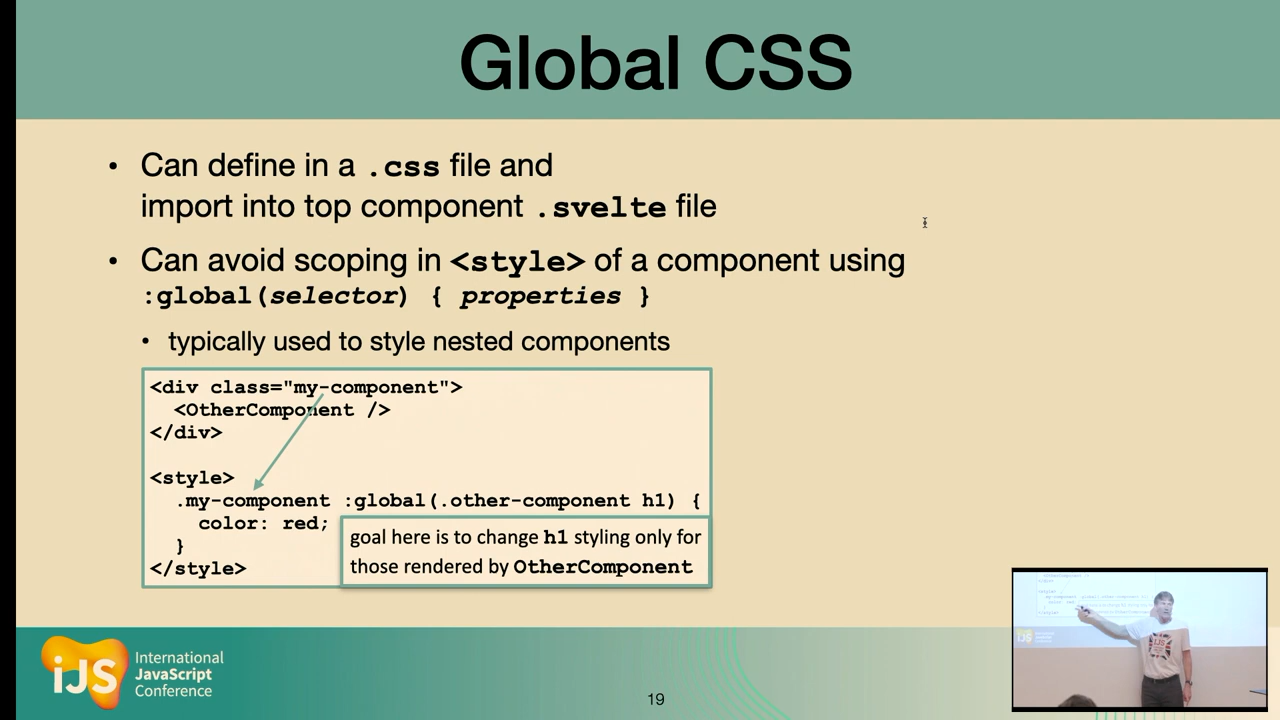 Global CSS
• Can define in a .css file and
import into top component .svelte file
• Can avoid scoping in <style> of a component using
:global(selector) { properties }
• typically used to style nested components
<div class="my-component">
<OtherComponent />
</div>
<style>
.my-component :global(.other-component h1) {
color: red;
}
</style>
goal here is to change h1 styling only for
those rendered by OtherComponent
iJS
International
JavaScript
Conference
19